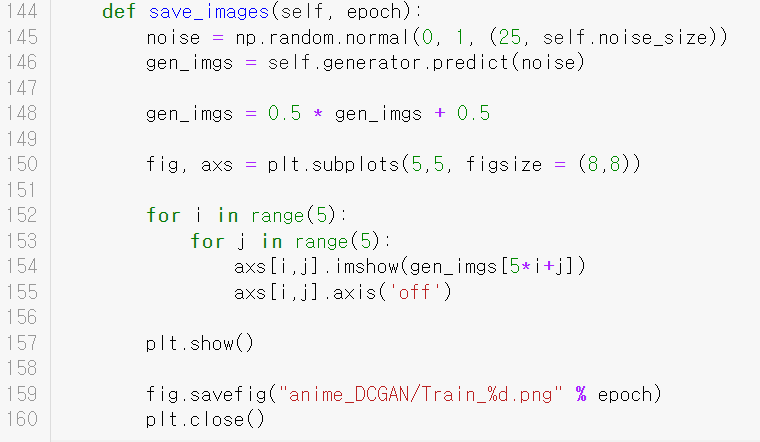 144     def save_images(self, epoch):
145         noise = np.random.normal(0, 1, (25, self.noise_size))
146         gen_imgs = self.generator.predict(noise)
147
148         gen_imgs = 0.5 * gen_imgs + 0.5
149
150         fig, axs = plt.subplots(5,5, figsize = (8,8))
151
152         for i in range(5):
153             for j in range(5):
154                 axs[i,j].imshow(gen_imgs[5*i+j])
155                 axs[i,j].axis('off')
156
157         plt.show()
158
159         fig.savefig("anime_DCGAN/Train_%d.png" % epoch)
160         plt.close()